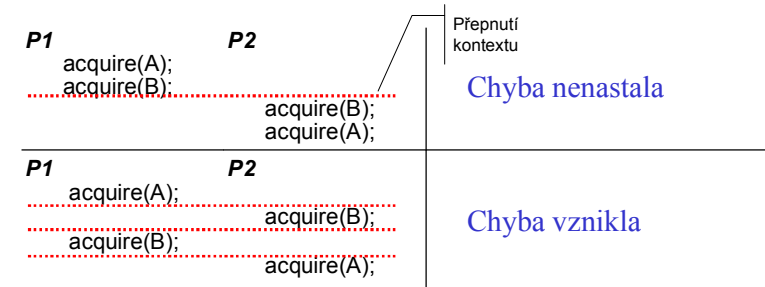 P1 P2 Přepnutí
kontextu
acquire(A);
acquire(B);
Chyba nenastala
acquire(B);
acquire(A);
P1 P2
acquire(A);
acquire(B);
Chyba vznikla
acquire(B);
acquire(A);